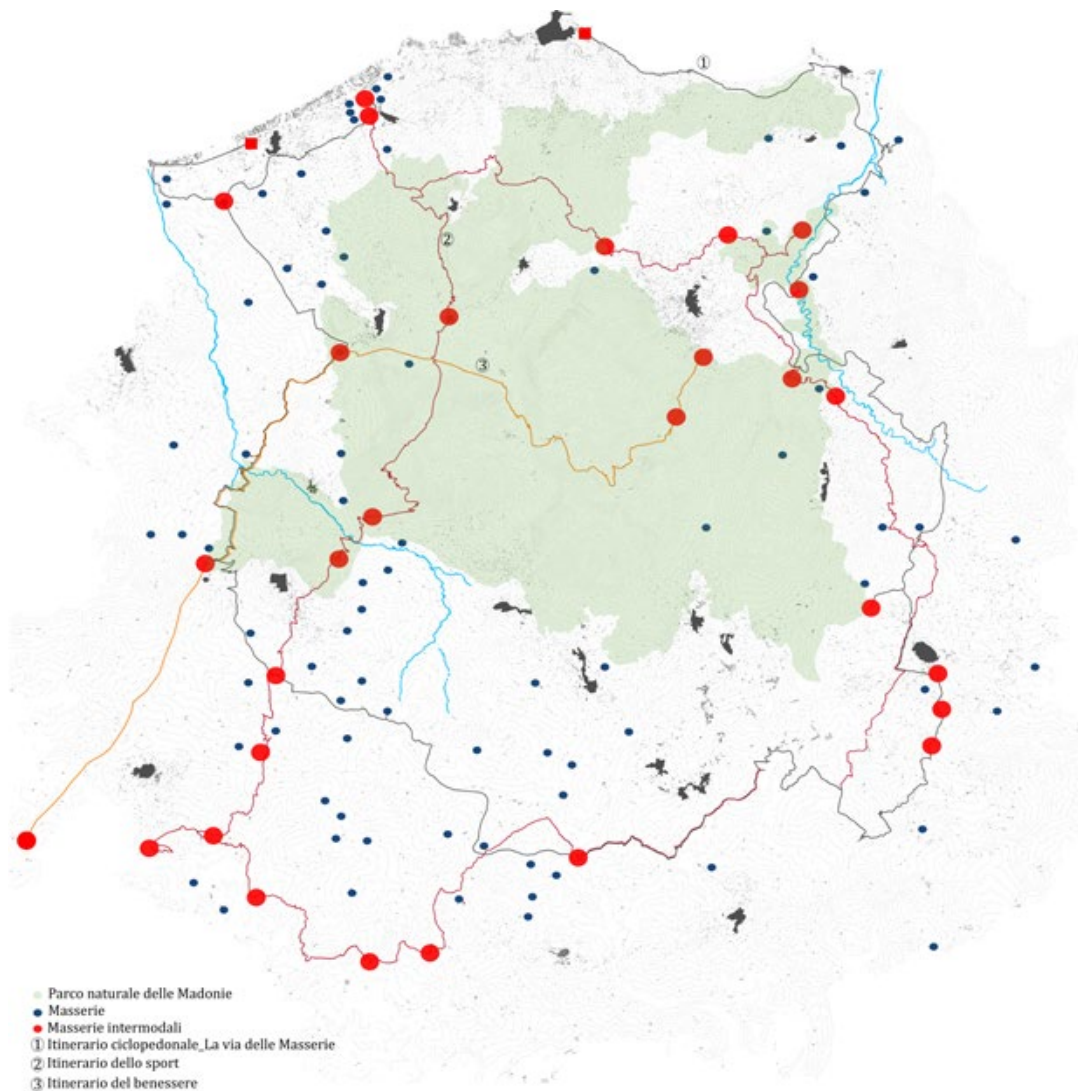 ①
②
③
Parco naturale delle Madonie
Masserie
Masserie intermodali
① Itinerario ciclopedonale_La via delle Masserie
② Itinerario dello sport
③ Itinerario del benessere